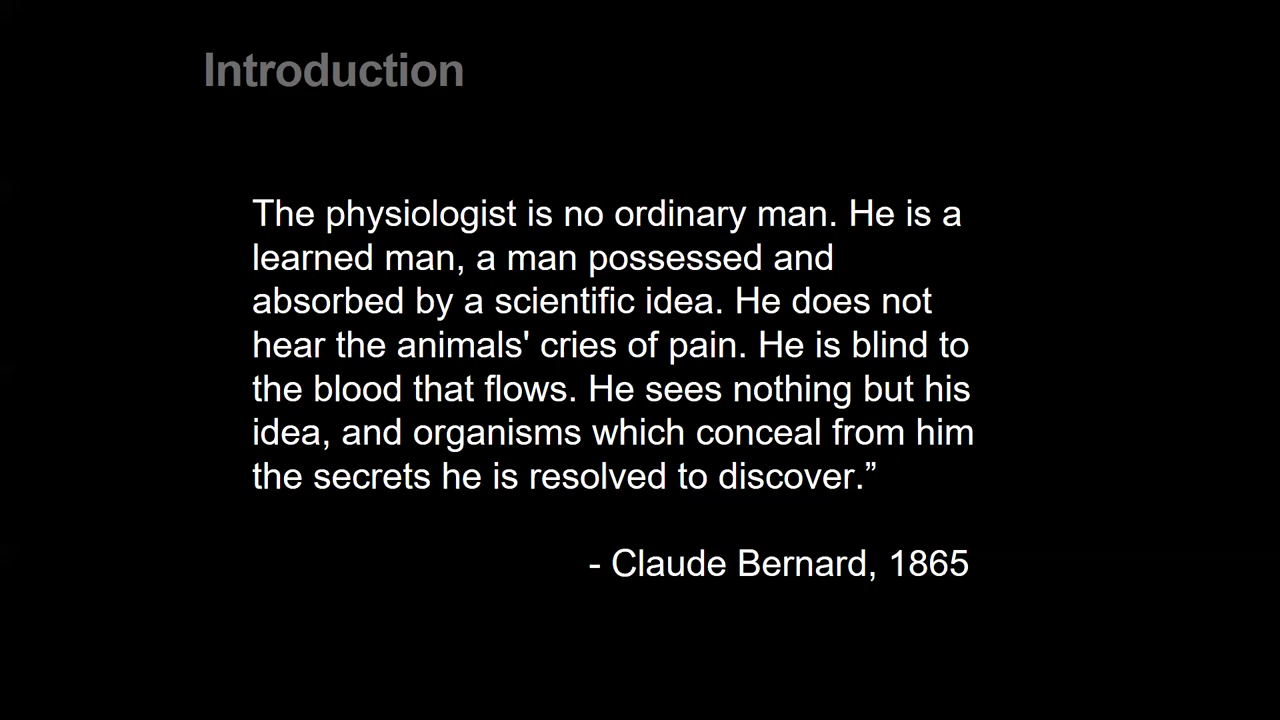 Introduction
The physiologist is no ordinary man. He is a
learned man, a man possessed and
absorbed by a scientific idea. He does not
hear the animals' cries of pain. He is blind to
the blood that flows. He sees nothing but his
idea, and organisms which conceal from him
the secrets he is resolved to discover.”
- Claude Bernard, 1865